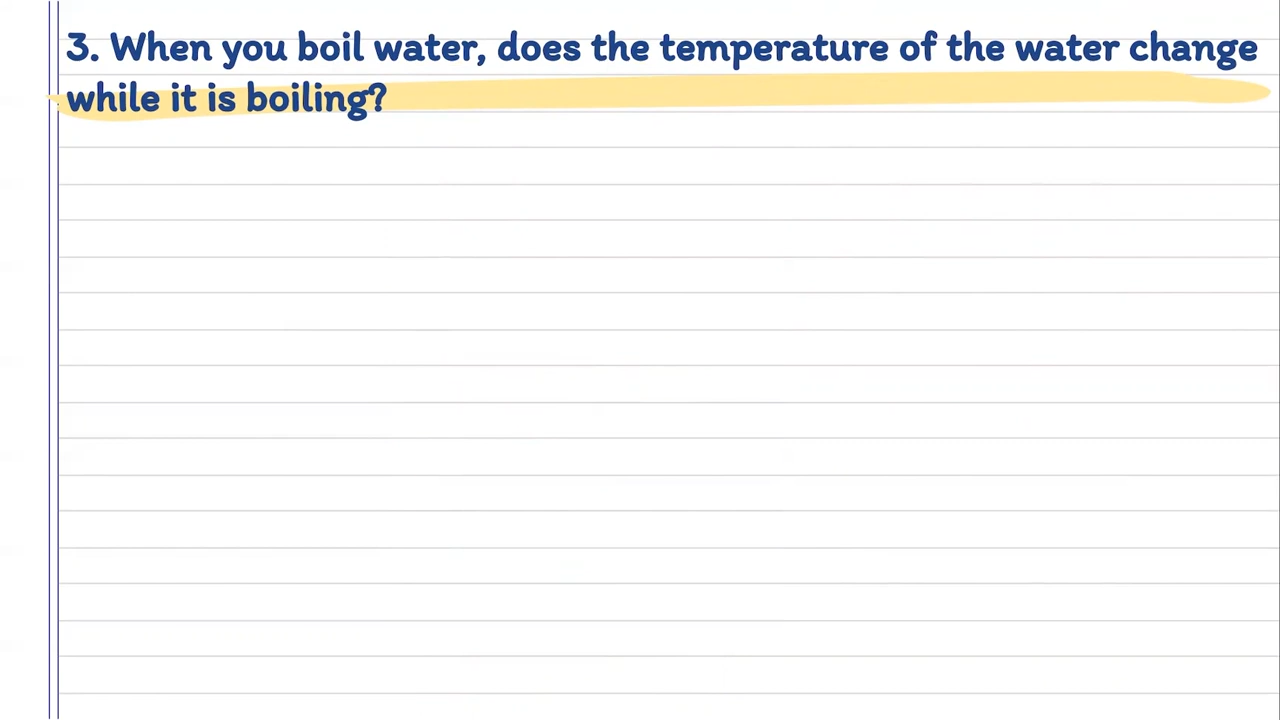 3. When you boil water, does the temperature of the water change
while it is boiling?